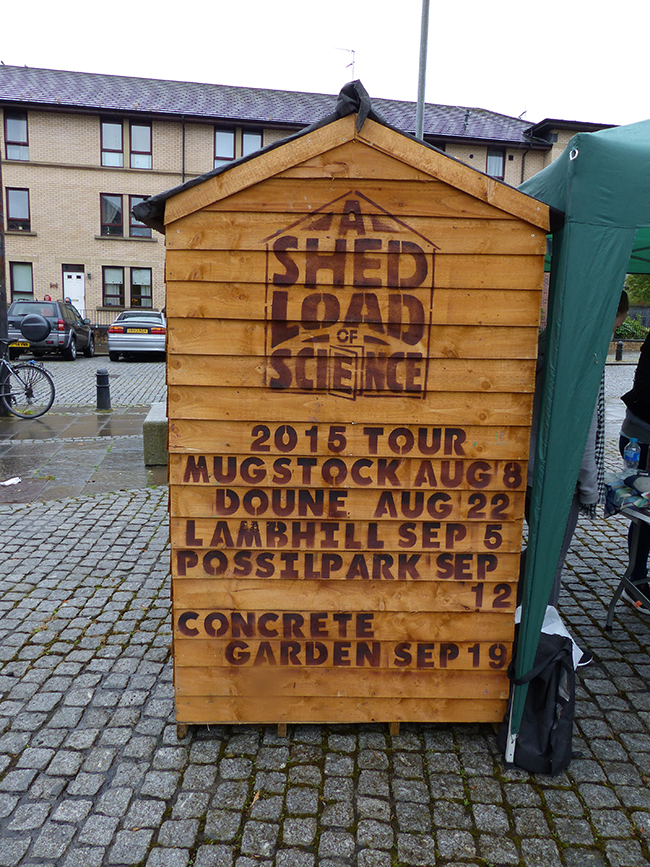 A
SHED
LOAD
OF
SCIENCE
2015 TOUR
MUGSTOCK AUG 8
DOUNE AUG 22
LAMBHILL SEP 5
POSSILPARK SEP
12
CONCRETE
GARDEN SEP 19